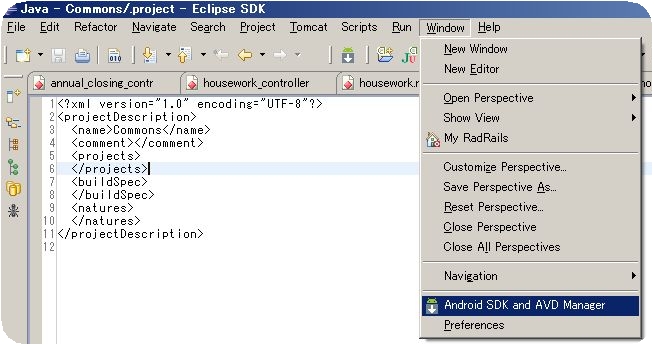 Java - Commons/.project - Eclipse SDK
File Edit Refactor Navigate Search Project Tomcat Scripts Run Window Help
annual_closing_contr housework_controller housework.r
1 <?xml version="1.0" encoding="UTF-8"?>
2 <projectDescription>
3 <name>Commons</name>
4 <comment></comment>
5 <projects>
6 </projects>
7 <buildSpec>
8 </buildSpec>
9 <natures>
10 </natures>
11 </projectDescription>
12
New Window
New Editor
Open Perspective
Show View
My RadRails
Customize Perspective...
Save Perspective As...
Reset Perspective...
Close Perspective
Close All Perspectives
Navigation
Android SDK and AVD Manager
Preferences